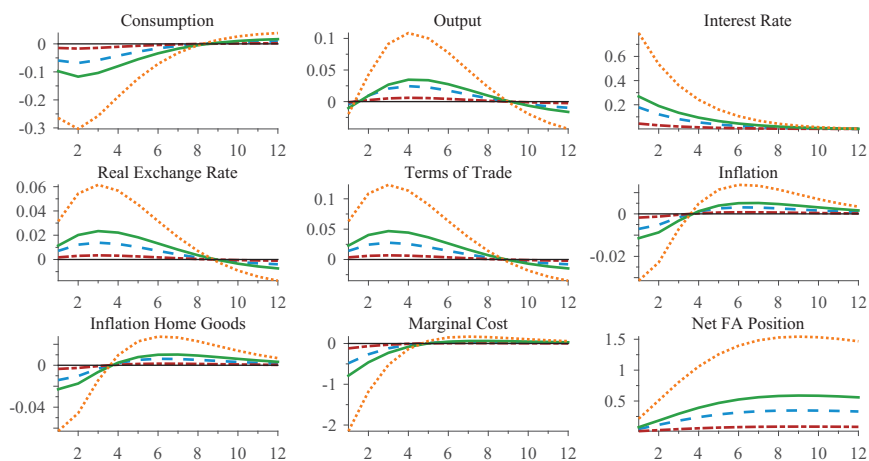 Consumption Output Interest Rate
0 0.1 0.6
-0.1 0.05 0.4
-0.2 0 0.2
-0.3
2 4 6 8 10 12 2 4 6 8 10 12 2 4 6 8 10 12
Real Exchange Rate Terms of Trade Inflation
0.06 0.1 0
0.04 0.05 -0.02
0.02 0
0
2 4 6 8 10 12 2 4 6 8 10 12 2 4 6 8 10 12
Inflation Home Goods Marginal Cost Net FA Position
0 0 1.5
-0.04 -1 1
-2 0.5
2 4 6 8 10 12 2 4 6 8 10 12 2 4 6 8 10 12